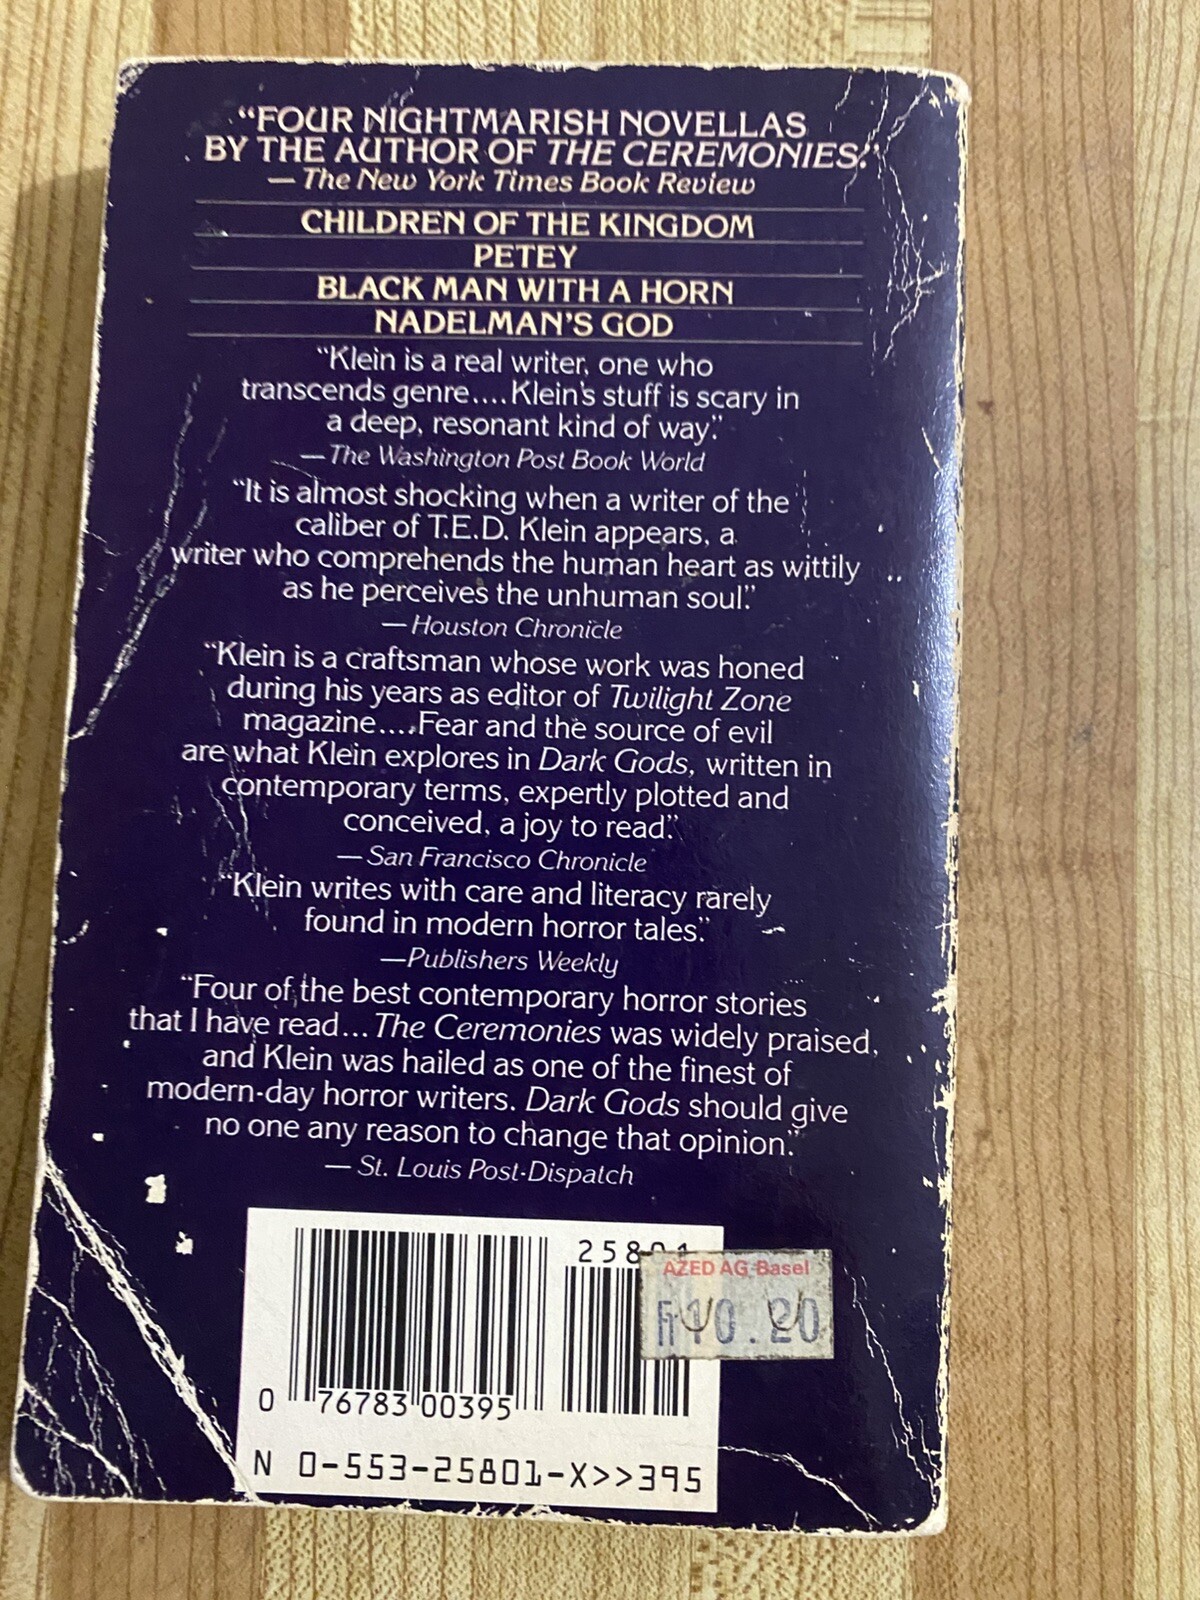 “FOUR NIGHTMARISH NOVELLAS
BY THE AUTHOR OF THE CEREMONIES.”
— The New York Times Book Review
CHILDREN OF THE KINGDOM
PETEY
BLACK MAN WITH A HORN
NADELMAN'S GOD
“Klein is a real writer, one who
transcends genre.... Klein's stuff is scary in
a deep, resonant kind of way.”
—The Washington Post Book World
“It is almost shocking when a writer of the
caliber of T.E.D. Klein appears, a
writer who comprehends the human heart as wittily
as he perceives the unhuman soul.”
—Houston Chronicle
“Klein is a craftsman whose work was honed
during his years as editor of Twilight Zone
magazine....Fear and the source of evil
are what Klein explores in Dark Gods, written in
contemporary terms, expertly plotted and
conceived, a joy to read.”
—San Francisco Chronicle
“Klein writes with care and literacy rarely
found in modern horror tales.”
—Publishers Weekly
“Four of the best contemporary horror stories
that I have read... The Ceremonies was widely praised,
and Klein was hailed as one of the finest of
modern-day horror writers. Dark Gods should give
no one any reason to change that opinion.”
— St. Louis Post-Dispatch
25801
AZED AG-Basel
Fr10.20
0 76783 00395
N 0-553-25801-X>>395